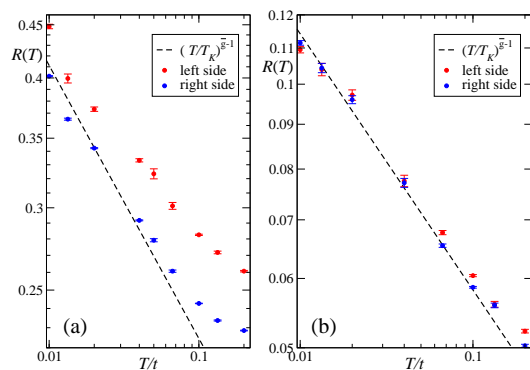 0.45
R(T)
0.4
0.35
0.3
0.25
(T/T_K)^{g̅-1}
left side
right side
(a)
0.01
0.1
T/t
0.12
0.11
R(T)
0.1
0.09
0.08
0.07
0.06
0.05
(T/T_K)^{g̅-1}
left side
right side
(b)
0.01
0.1
T/t